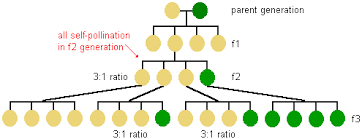 parent generation
all self-pollination
in f2 generation
f1
3:1 ratio
f2
f3
3:1 ratio
3:1 ratio